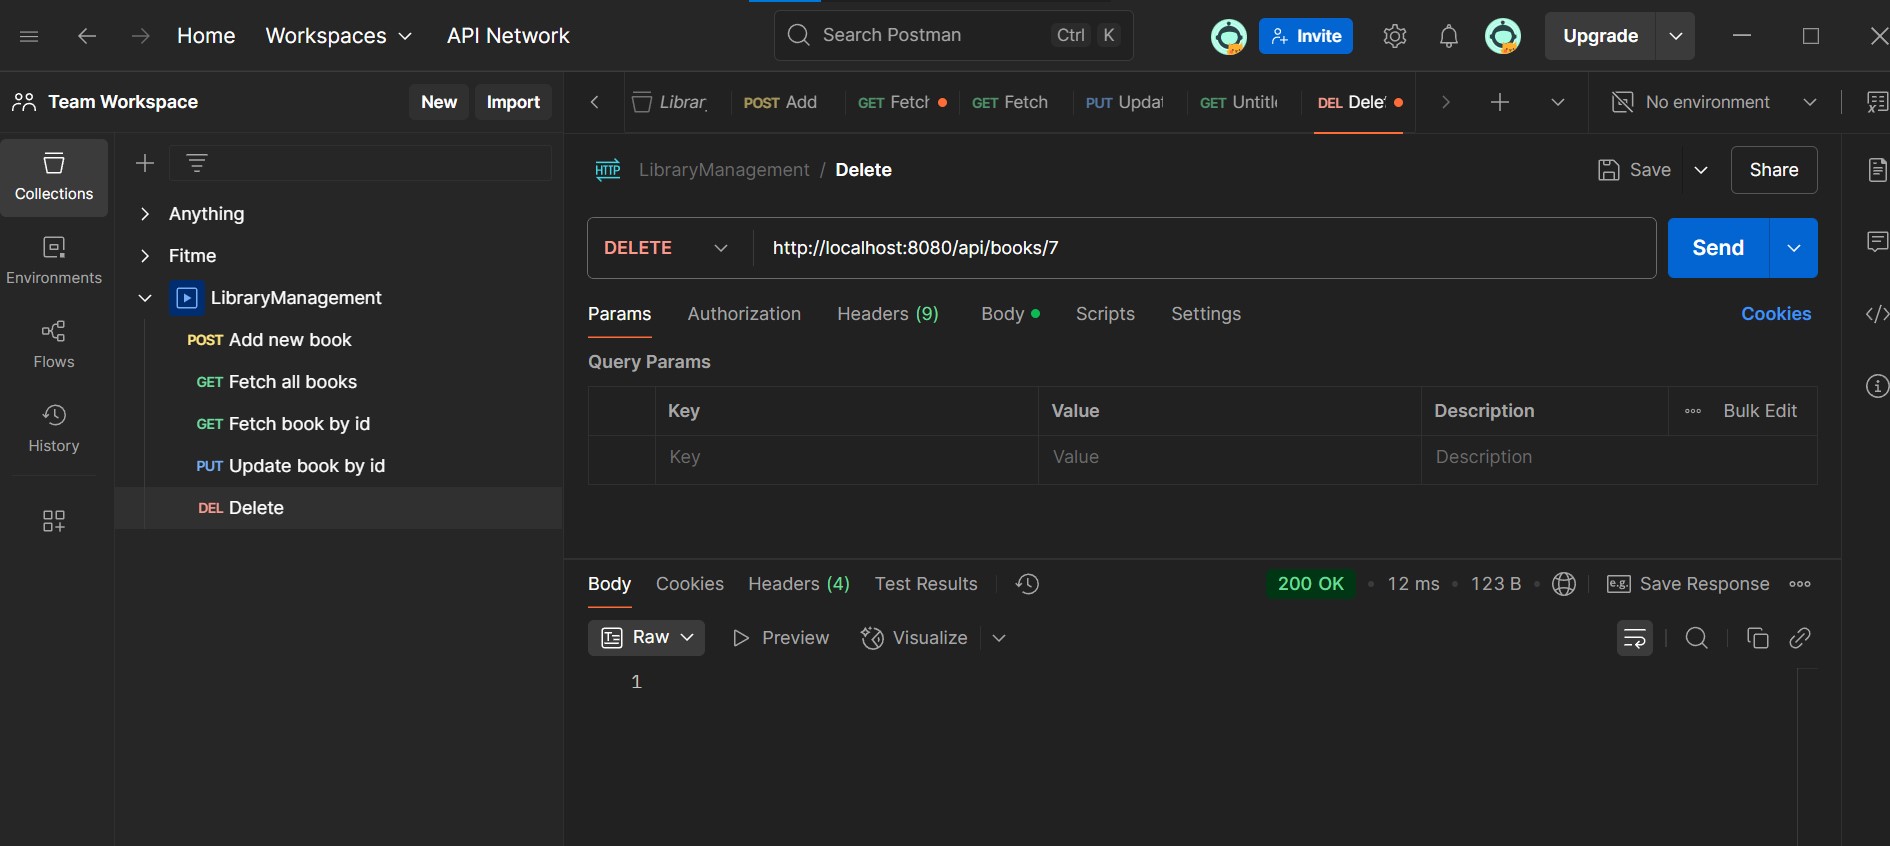 Home Workspaces API Network Search Postman Ctrl K Invite Upgrade
Team Workspace New Import
Librar POST Add GET Fetch GET Fetch PUT Updat GET Untitle DEL Dele No environment
Collections
Environments
Flows
History
Anything
Fitme
LibraryManagement
POST Add new book
GET Fetch all books
GET Fetch book by id
PUT Update book by id
DEL Delete
HTTP LibraryManagement / Delete Save Share
DELETE http://localhost:8080/api/books/7 Send
Params Authorization Headers (9) Body Scripts Settings Cookies
Query Params
Key Value Description Bulk Edit
Key Value Description
Body Cookies Headers (4) Test Results 200 OK 12 ms 123 B e.g. Save Response
Raw Preview Visualize
1